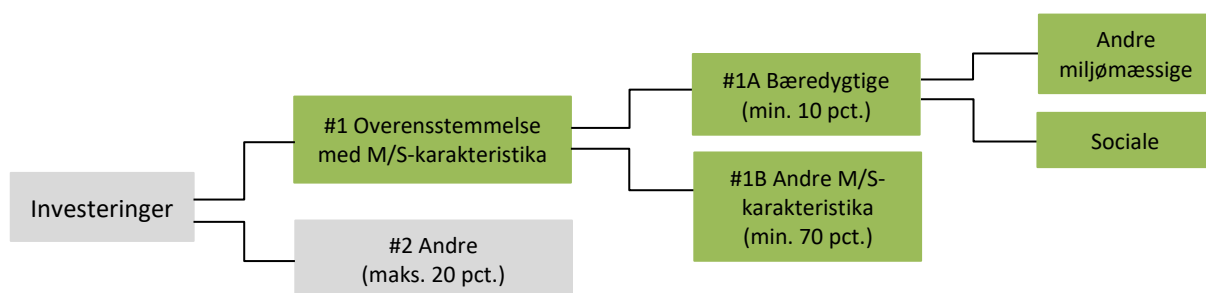 Investeringer
#1 Overensstemmelse
med M/S-karakteristika
#2 Andre
(maks. 20 pct.)
#1A Bæredygtige
(min. 10 pct.)
#1B Andre M/S-
karakteristika
(min. 70 pct.)
Andre
miljømæssige
Sociale